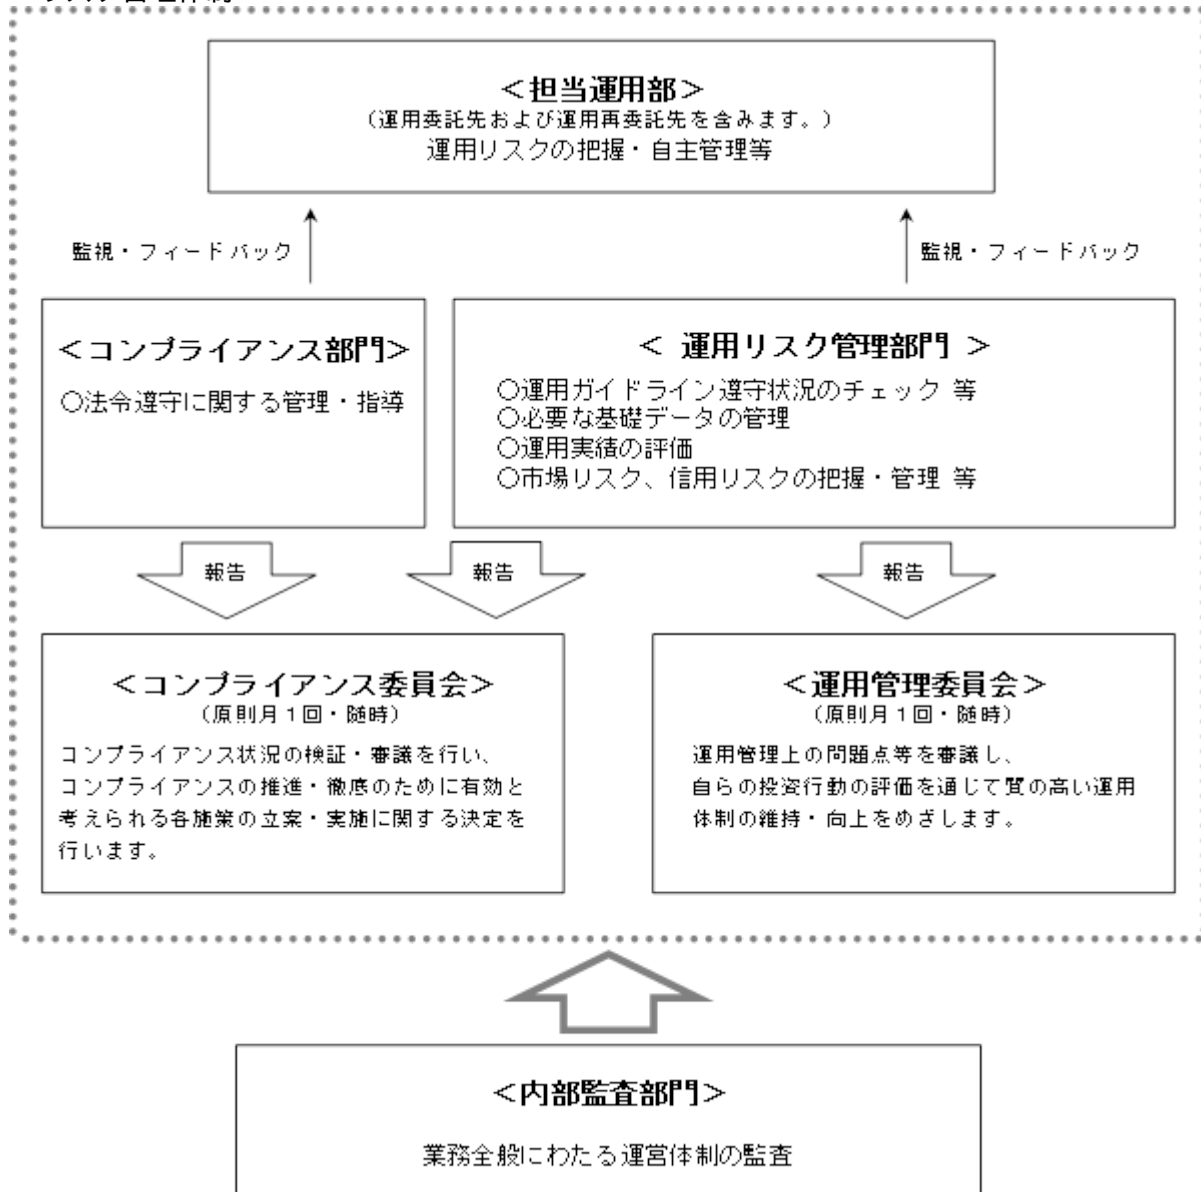 ＜担当運用部＞
（運用委託先および運用再委託先を含みます。）
運用リスクの把握・自主管理等
監視・フィードバック
監視・フィードバック
＜コンプライアンス部門＞
○法令遵守に関する管理・指導
＜ 運用リスク管理部門 ＞
○運用ガイドライン遵守状況のチェック 等
○必要な基礎データの管理
○運用実績の評価
○市場リスク、信用リスクの把握・管理 等
報告
報告
報告
＜コンプライアンス委員会＞
（原則月１回・随時）
コンプライアンス状況の検証・審議を行い、
コンプライアンスの推進・徹底のために有効と
考えられる各施策の立案・実施に関する決定を
行います。
＜運用管理委員会＞
（原則月１回・随時）
運用管理上の問題点等を審議し、
自らの投資行動の評価を通じて質の高い運用
体制の維持・向上をめざします。
＜内部監査部門＞
業務全般にわたる運営体制の監査